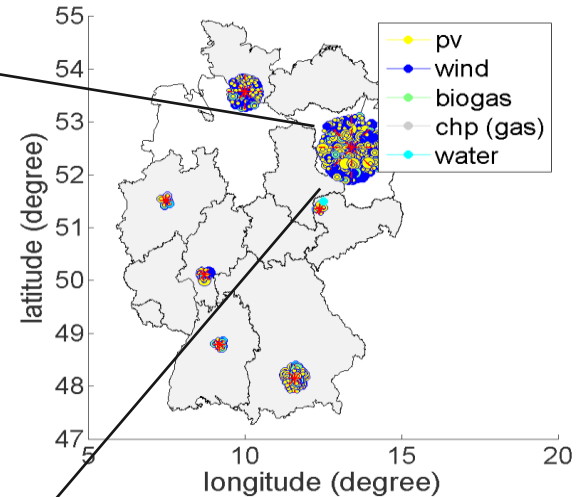 55
54
53
52
51
50
49
48
47
latitude (degree)
5
10
15
20
longitude (degree)
pv
wind
biogas
chp (gas)
water